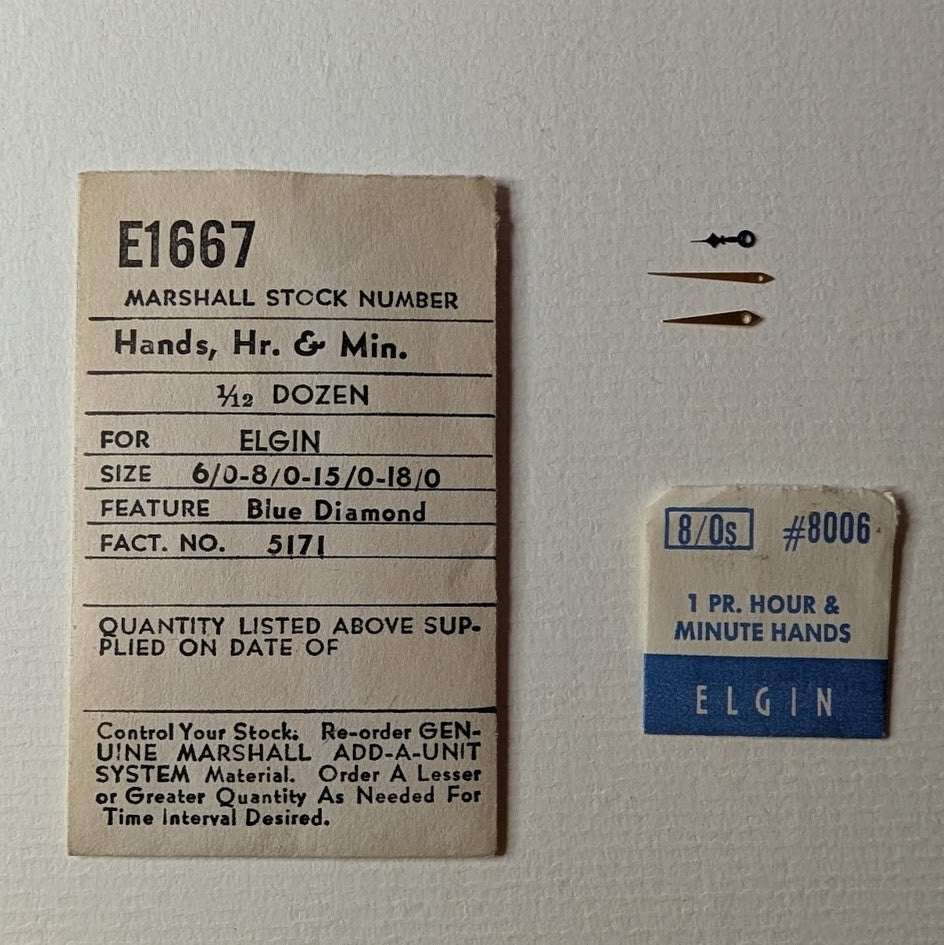 E1667
MARSHALL STOCK NUMBER
Hands, Hr. & Min.
1/12 DOZEN
FOR ELGIN
SIZE 6/0-8/0-15/0-18/0
FEATURE Blue Diamond
FACT. NO. 5171
QUANTITY LISTED ABOVE SUP-
PLIED ON DATE OF
Control Your Stock. Re-order GEN-
UINE MARSHALL ADD-A-UNIT
SYSTEM Material. Order A Lesser
or Greater Quantity As Needed For
Time Interval Desired.
8/0s #8006
1 PR. HOUR &
MINUTE HANDS
ELGIN